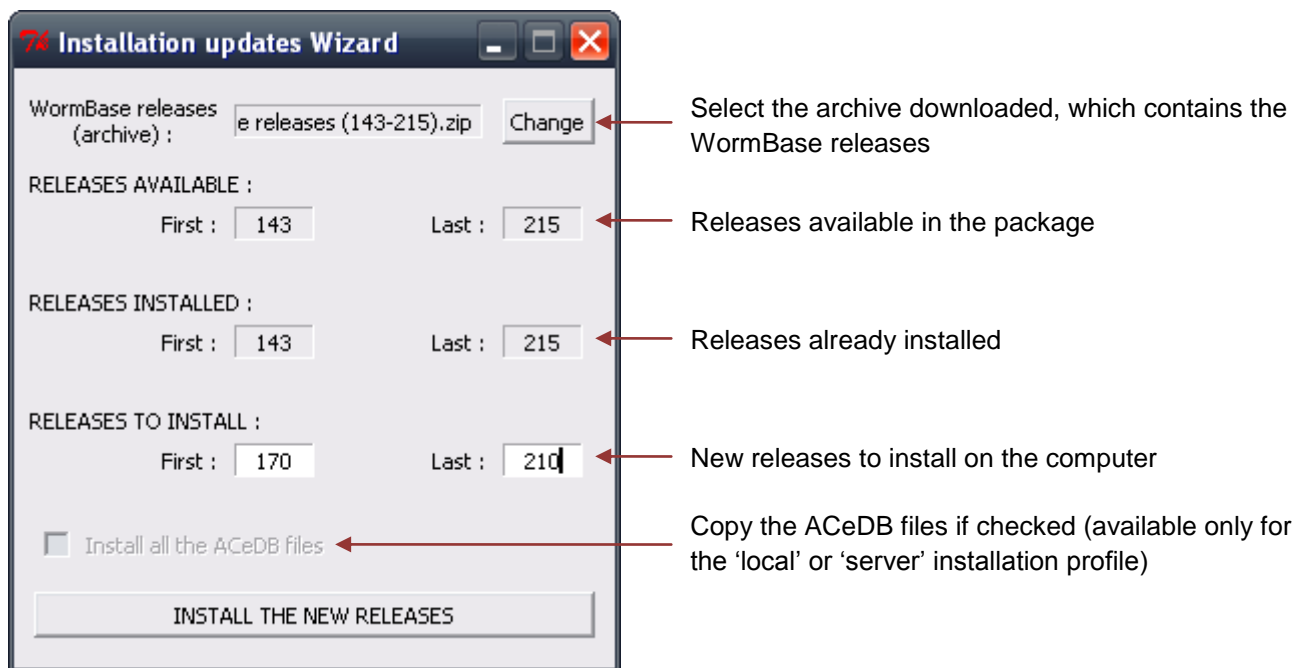 Installation updates Wizard
WormBase releases
(archive) :
e releases (143-215).zip
Change
Select the archive downloaded, which contains the
WormBase releases
RELEASES AVAILABLE :
First : 143 Last : 215
Releases available in the package
RELEASES INSTALLED :
First : 143 Last : 215
Releases already installed
RELEASES TO INSTALL :
First : 170 Last : 210
New releases to install on the computer
Install all the ACeDB files
Copy the ACeDB files if checked (available only for
the ‘local’ or ‘server’ installation profile)
INSTALL THE NEW RELEASES